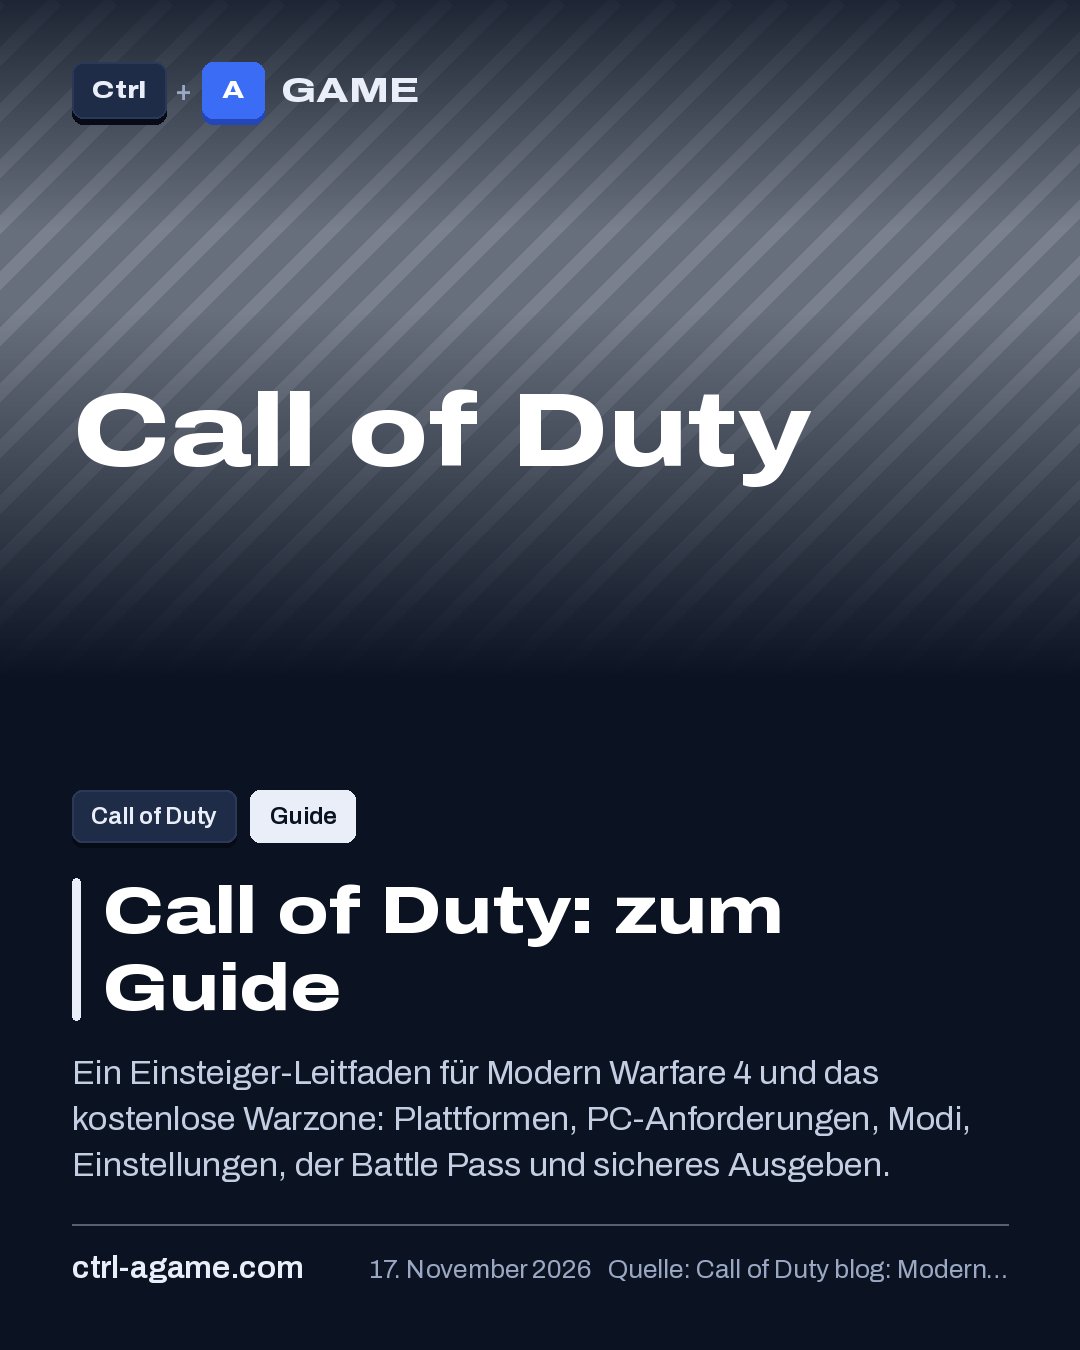 Ctrl + A GAME
Call of Duty
Call of Duty Guide
Call of Duty: zum
Guide
Ein Einsteiger-Leitfaden für Modern Warfare 4 und das
kostenlose Warzone: Plattformen, PC-Anforderungen, Modi,
Einstellungen, der Battle Pass und sicheres Ausgeben.
ctrl-agame.com 17. November 2026 Quelle: Call of Duty blog: Modern...